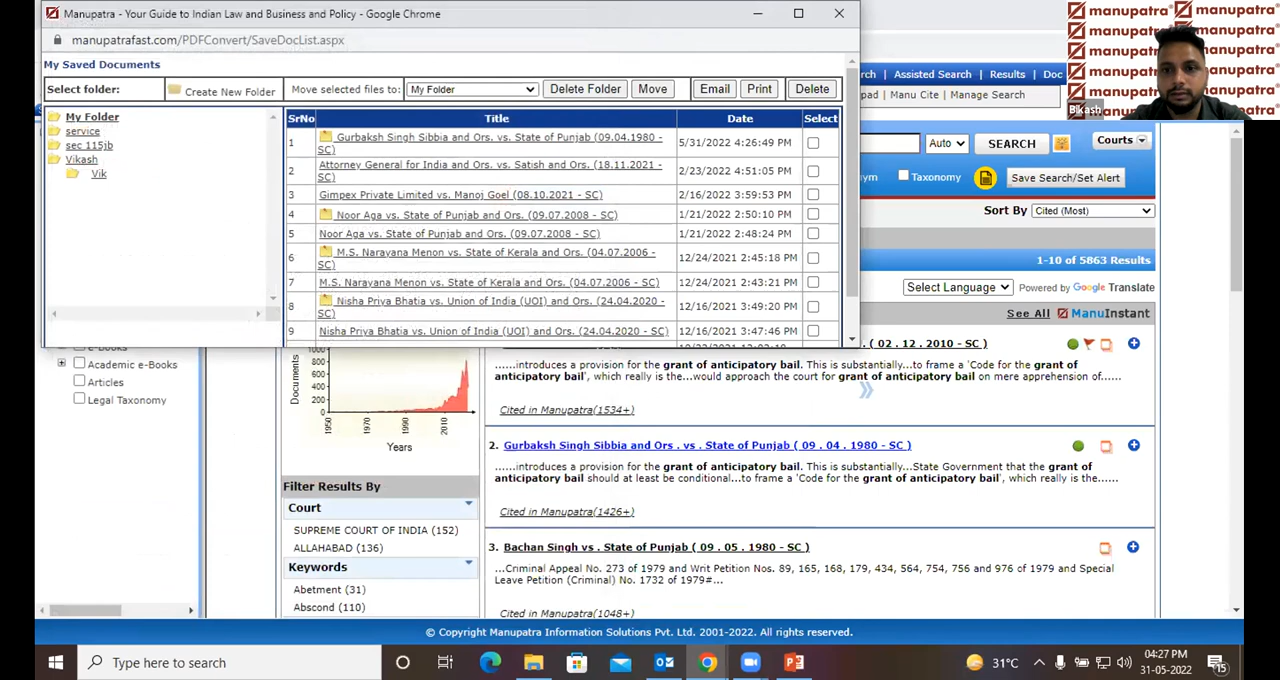 Manupatra - Your Guide to Indian Law and Business and Policy - Google Chrome
manupatrafast.com/PDFConvert/SaveDocList.aspx
My Saved Documents
Select folder:
Create New Folder
Move selected files to:
My Folder
Delete Folder
Move
Email
Print
Delete
My Folder
service
sec 115jb
Vikash
Vik
SrNo Title Date Select
1 Gurbaksh Singh Sibbia and Ors. vs. State of Punjab (09.04.1980 - SC) 5/31/2022 4:26:49 PM
2 Attorney General for India and Ors. vs. Satish and Ors. (18.11.2021 - SC) 2/23/2022 4:51:05 PM
3 Gimpex Private Limited vs. Manoj Goel (08.10.2021 - SC) 2/16/2022 3:59:53 PM
4 Noor Aga vs. State of Punjab and Ors. (09.07.2008 - SC) 1/21/2022 2:50:10 PM
5 Noor Aga vs. State of Punjab and Ors. (09.07.2008 - SC) 1/21/2022 2:48:24 PM
6 M.S. Narayana Menon vs. State of Kerala and Ors. (04.07.2006 - SC) 12/24/2021 2:45:18 PM
7 M.S. Narayana Menon vs. State of Kerala and Ors. (04.07.2006 - SC) 12/24/2021 2:43:21 PM
8 Nisha Priya Bhatia vs. Union of India (UOI) and Ors. (24.04.2020 - SC) 12/16/2021 3:49:20 PM
9 Nisha Priya Bhatia vs. Union of India (UOI) and Ors. (24.04.2020 - SC) 12/16/2021 3:47:46 PM
manupatra® manupatra®
manupatra®
manupatra®
manupatra®
manupatra®
Bikash
rch Assisted Search Results Doc
pad Manu Cite Manage Search
Auto SEARCH Courts
ym Taxonomy Save Search/Set Alert
Sort By Cited (Most)
1-10 of 5863 Results
Select Language Powered by Google Translate
See All ManuInstant
e-Books
Academic e-Books
Articles
Legal Taxonomy
Documents
1000
800
600
400
200
0
1950 1970 1990 2010
Years
Filter Results By
Court
SUPREME COURT OF INDIA (152)
ALLAHABAD (136)
Keywords
Abetment (31)
Abscond (110)
. ( 02 . 12 . 2010 - SC )
......introduces a provision for the grant of anticipatory bail. This is substantially...to frame a 'Code for the grant of
anticipatory bail', which really is the...would approach the court for grant of anticipatory bail on mere apprehension of......
Cited in Manupatra(1534+)
2. Gurbaksh Singh Sibbia and Ors . vs . State of Punjab ( 09 . 04 . 1980 - SC )
......introduces a provision for the grant of anticipatory bail. This is substantially...State Government that the grant of
anticipatory bail should at least be conditional...to frame a 'Code for the grant of anticipatory bail', which really is the......
Cited in Manupatra(1426+)
3. Bachan Singh vs . State of Punjab ( 09 . 05 . 1980 - SC )
...Criminal Appeal No. 273 of 1979 and Writ Petition Nos. 89, 165, 168, 179, 434, 564, 754, 756 and 976 of 1979 and Special
Leave Petition (Criminal) No. 1732 of 1979#...
Cited in Manupatra(1048+)
© Copyright Manupatra Information Solutions Pvt. Ltd. 2001-2022. All rights reserved.
Type here to search
31°C
04:27 PM
31-05-2022
15